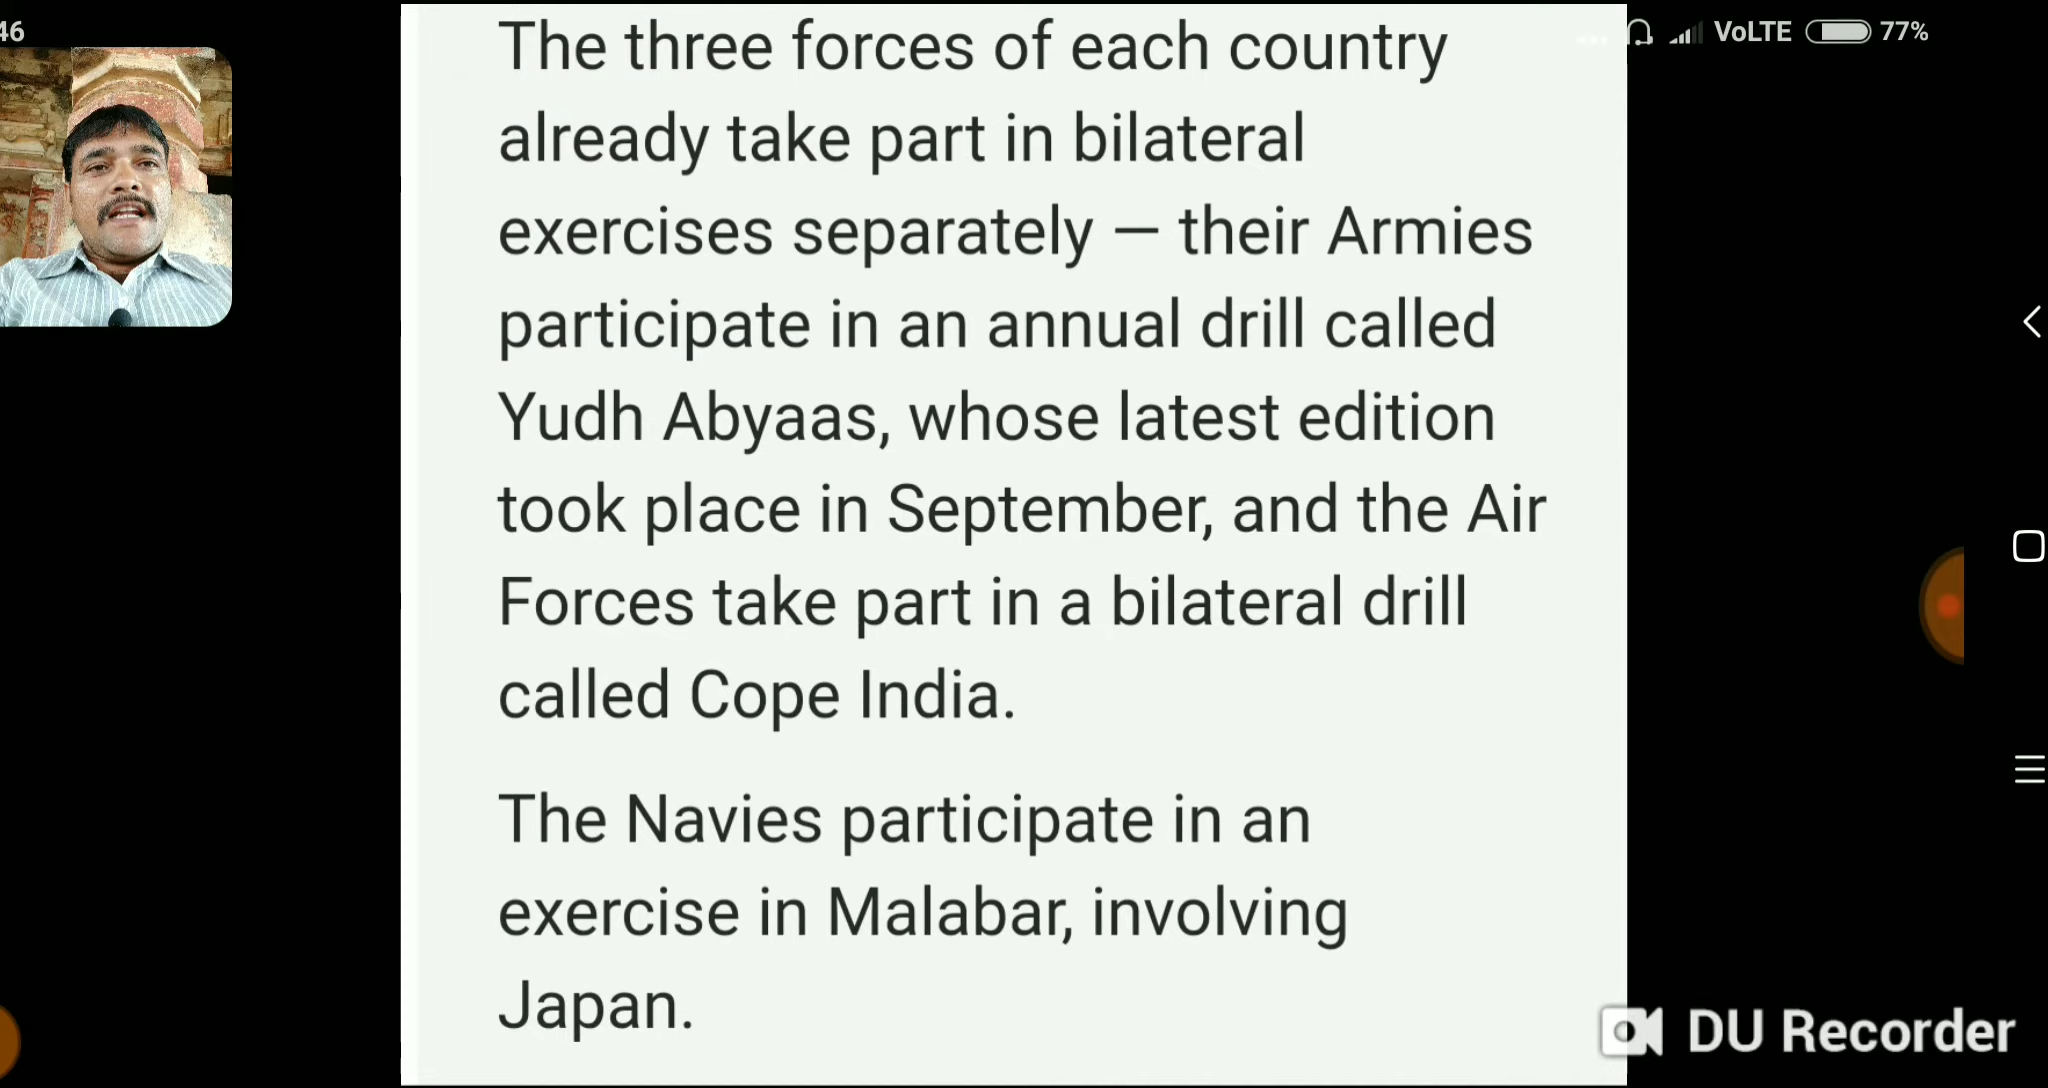 46
VoLTE 77%
The three forces of each country
already take part in bilateral
exercises separately — their Armies
participate in an annual drill called
Yudh Abyaas, whose latest edition
took place in September, and the Air
Forces take part in a bilateral drill
called Cope India.
The Navies participate in an
exercise in Malabar, involving
Japan.
DU Recorder